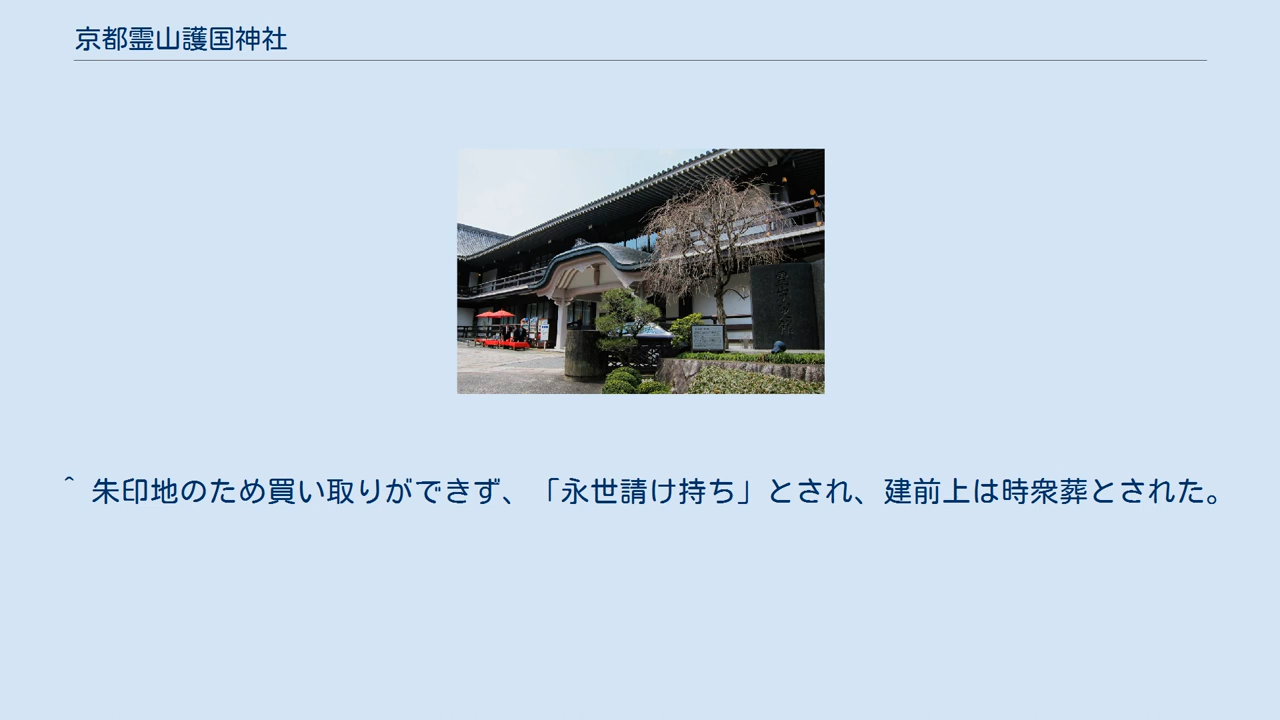 京都霊山護国神社
^ 朱印地のため買い取りができず、「永世請け持ち」とされ、建前上は時衆葬とされた。